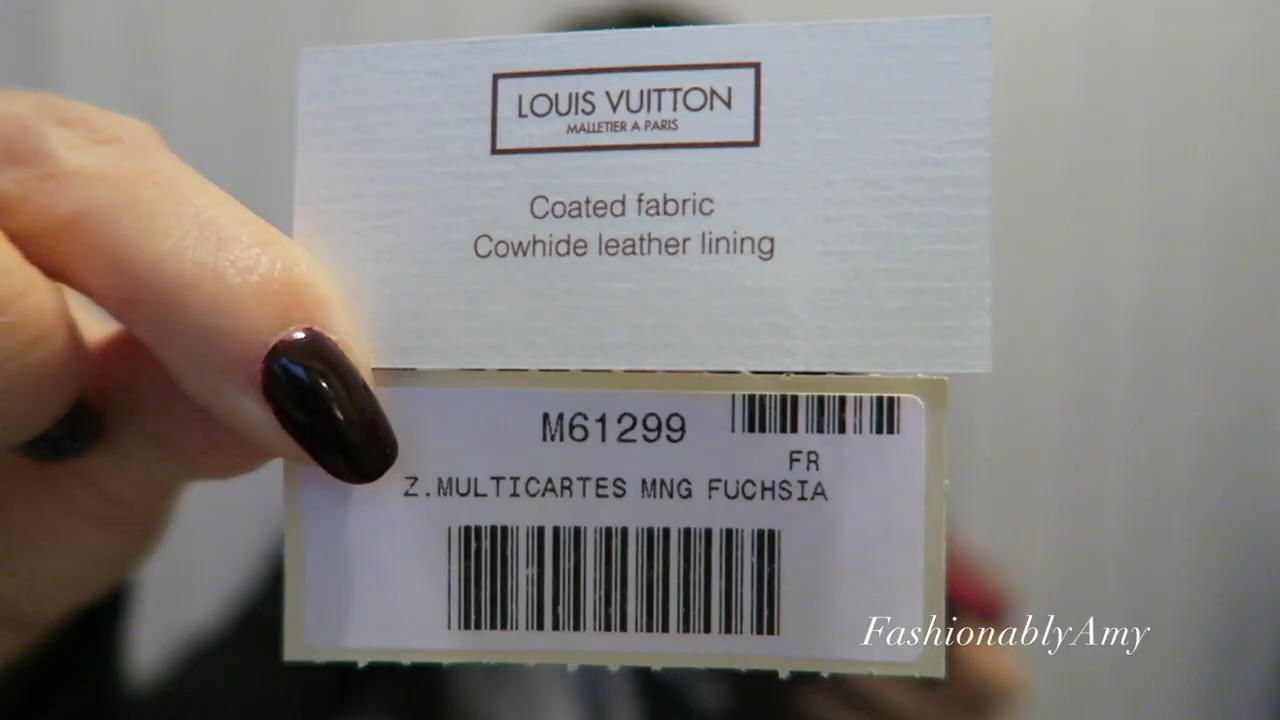 LOUIS VUITTON
MALLETIER A PARIS
Coated fabric
Cowhide leather lining
M61299
FR
Z.MULTICARTES MNG FUCHSIA
FashionablyAmy